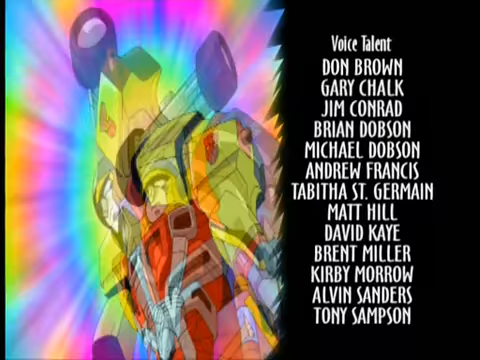 Voice Talent
DON BROWN
GARY CHALK
JIM CONRAD
BRIAN DOBSON
MICHAEL DOBSON
ANDREW FRANCIS
TABITHA ST. GERMAIN
MATT HILL
DAVID KAYE
BRENT MILLER
KIRBY MORROW
ALVIN SANDERS
TONY SAMPSON